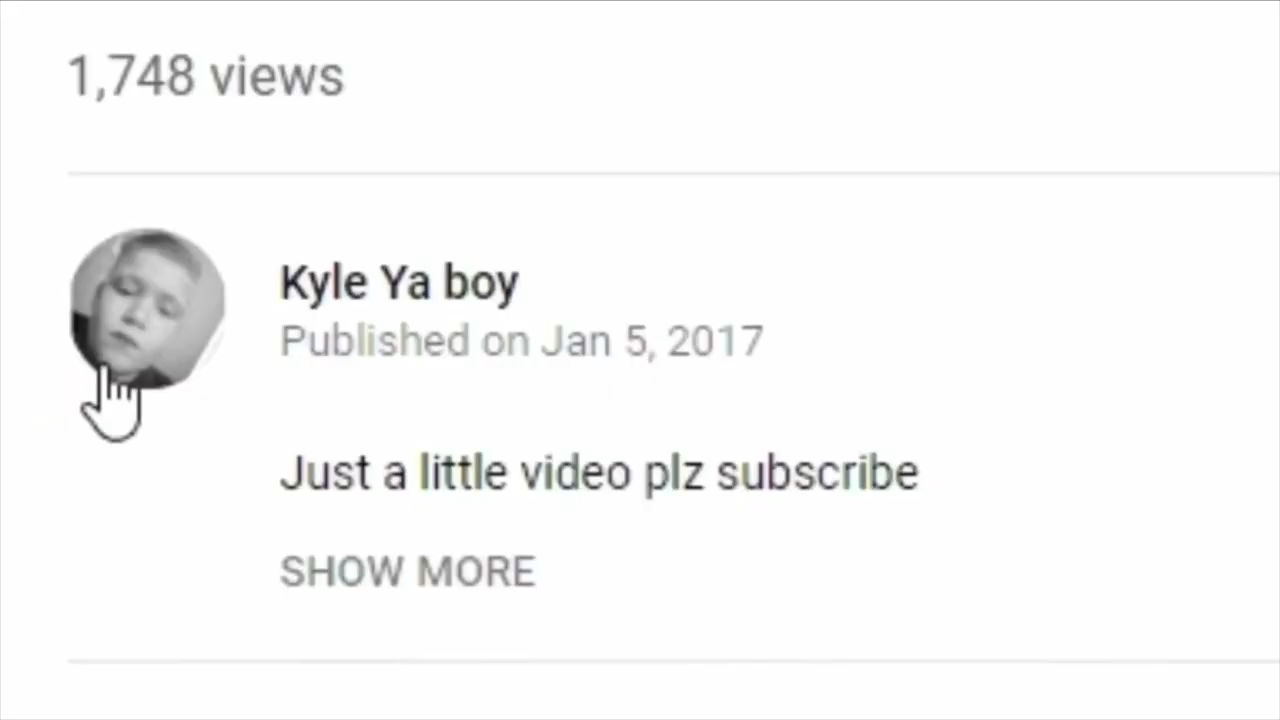 1,748 views
Kyle Ya boy
Published on Jan 5, 2017
Just a little video plz subscribe
SHOW MORE